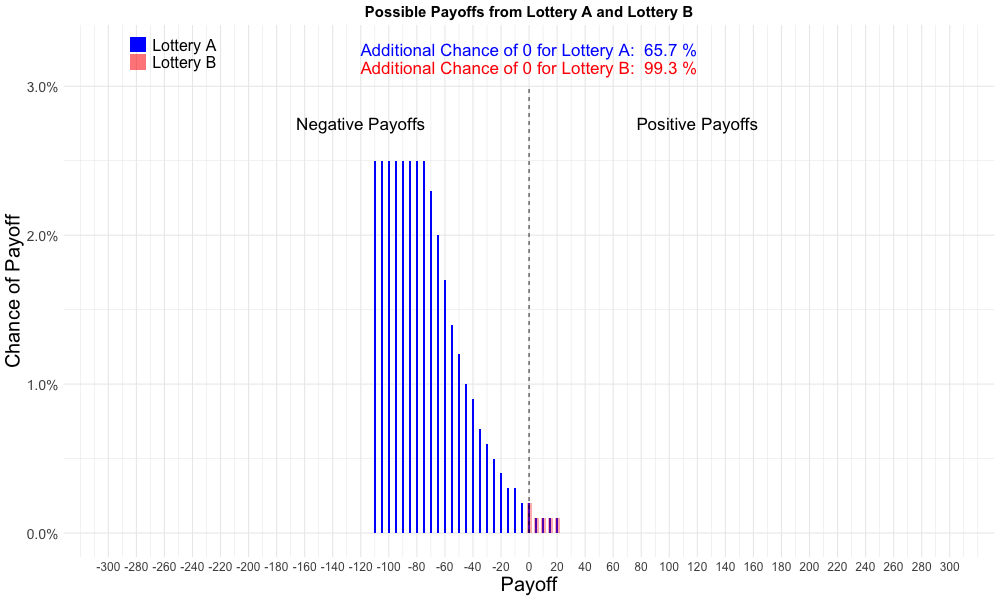 Possible Payoffs from Lottery A and Lottery B
Lottery A
Lottery B
Additional Chance of 0 for Lottery A: 65.7 %
Additional Chance of 0 for Lottery B: 99.3 %
Negative Payoffs
Positive Payoffs
Chance of Payoff
3.0%
2.0%
1.0%
0.0%
-300 -280 -260 -240 -220 -200 -180 -160 -140 -120 -100 -80 -60 -40 -20 0 20 40 60 80 100 120 140 160 180 200 220 240 260 280 300
Payoff